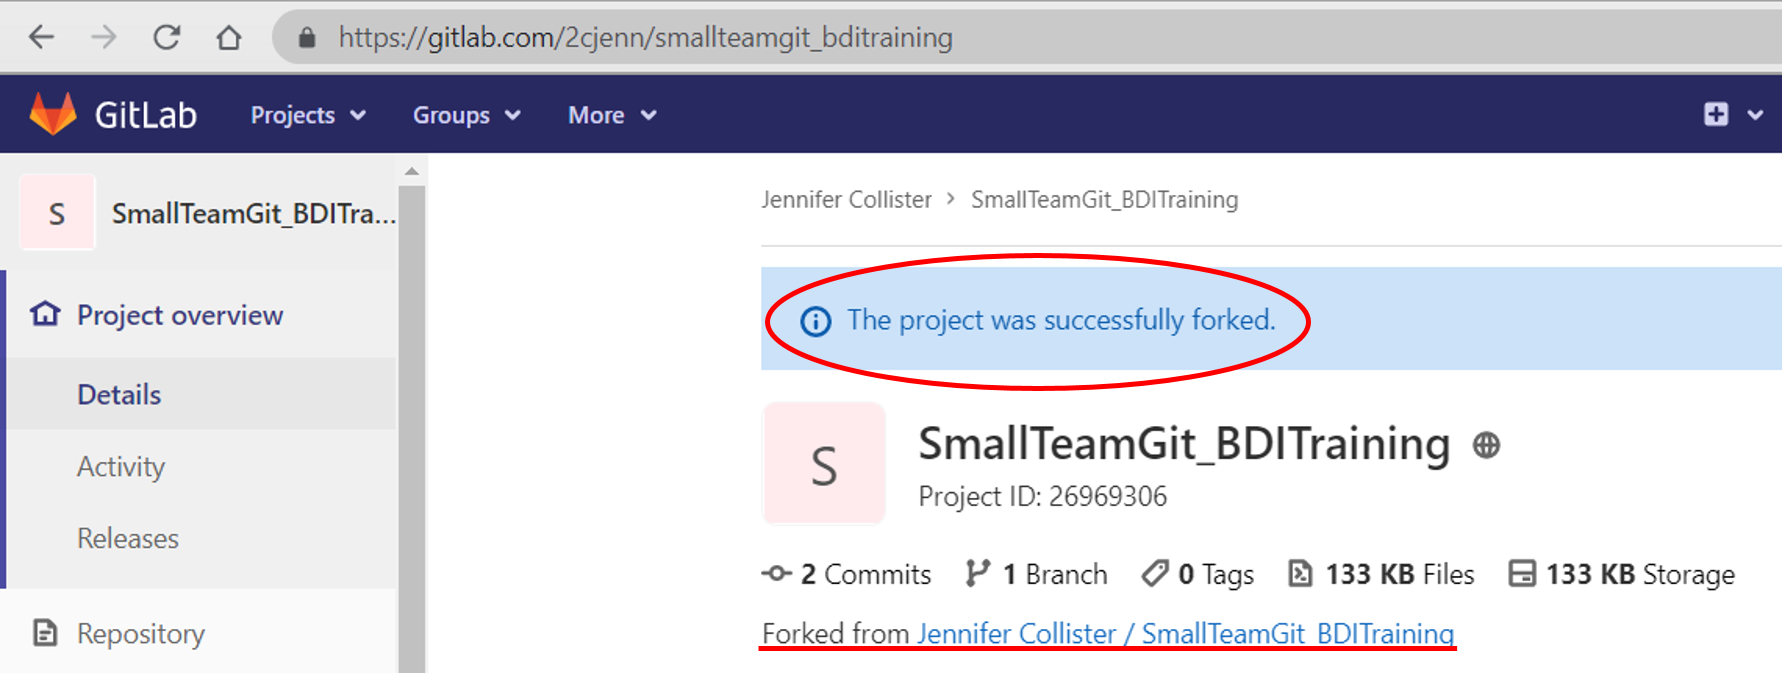 https://gitlab.com/2cjenn/smallteamgit_bditraining
GitLab Projects Groups More
S SmallTeamGit_BDITra...
Project overview
Details
Activity
Releases
Repository
Jennifer Collister > SmallTeamGit_BDITraining
The project was successfully forked.
S
SmallTeamGit_BDITraining
Project ID: 26969306
2 Commits 1 Branch 0 Tags 133 KB Files 133 KB Storage
Forked from Jennifer Collister / SmallTeamGit_BDITraining